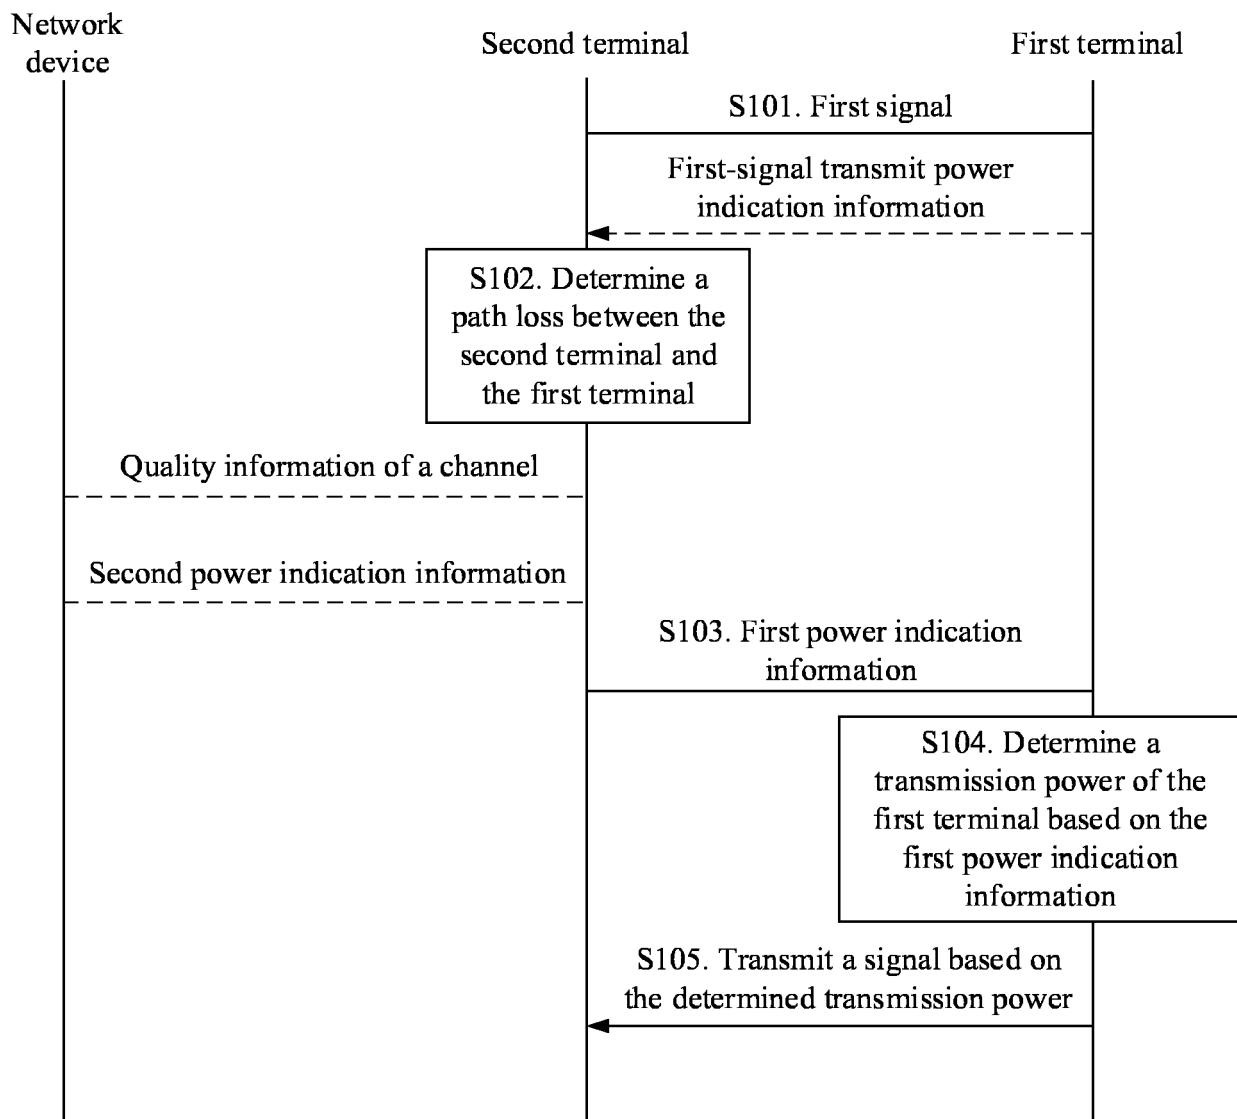 Network
device
Second terminal
First terminal
S101. First signal
First-signal transmit power
indication information
S102. Determine a
path loss between the
second terminal and
the first terminal
Quality information of a channel
Second power indication information
S103. First power indication
information
S104. Determine a
transmission power of the
first terminal based on the
first power indication
information
S105. Transmit a signal based on
the determined transmission power